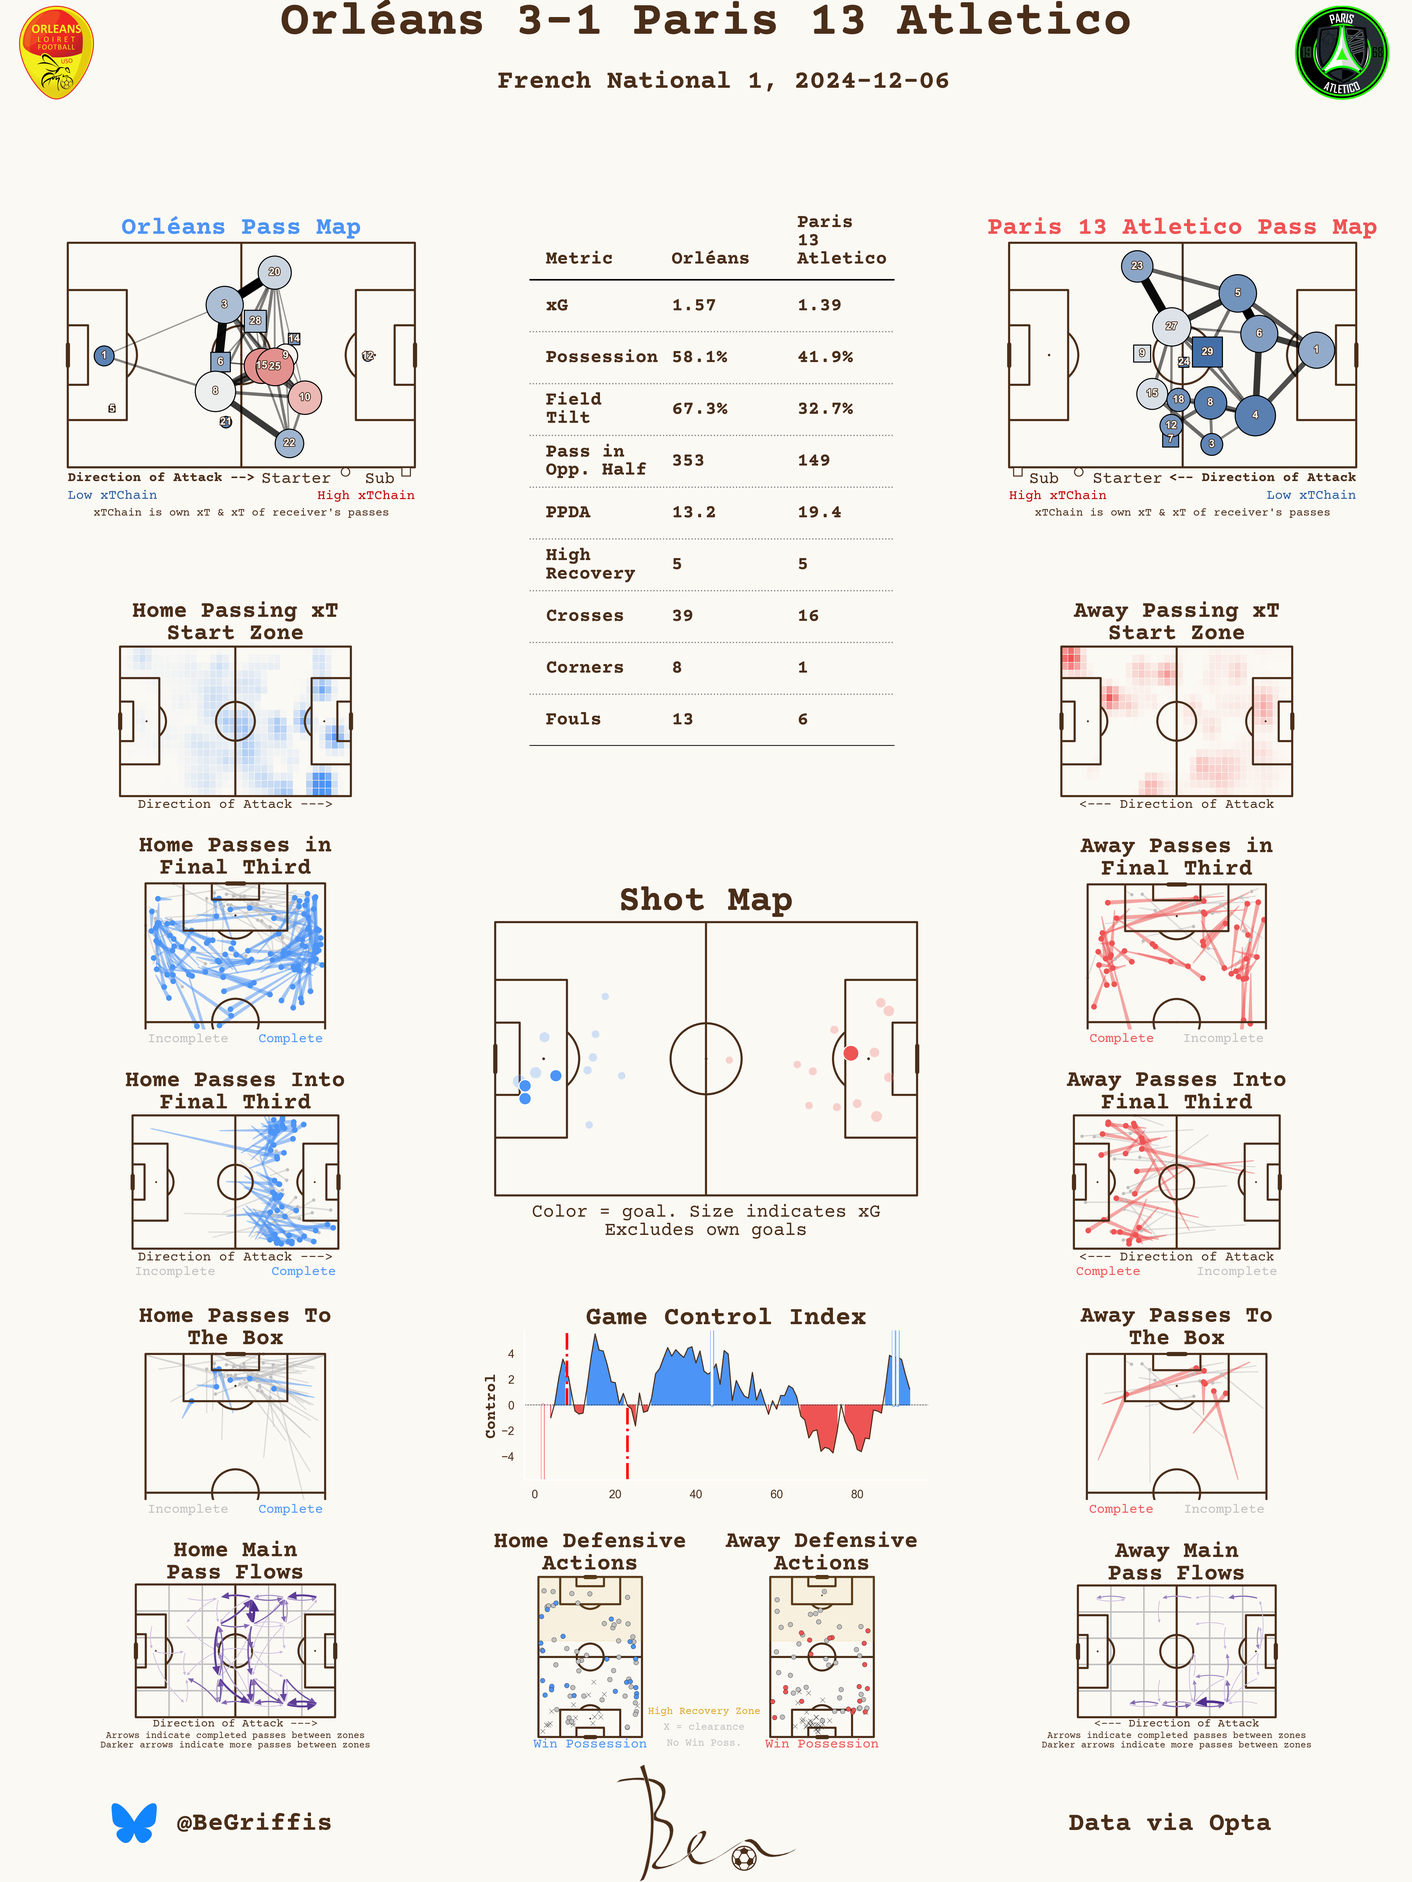 Orléans 3-1 Paris 13 Atletico
French National 1, 2024-12-06
ORLEANS
LOIRET
FOOTBALL
USO
PARIS
19 68
ATLETICO
Orléans Pass Map
20
3
28
14
1
6
9
15
25
12
8
10
5
21
22
Direction of Attack --> Starter Sub
Low xTChain High xTChain
xTChain is own xT & xT of receiver's passes
Paris
13
Metric Orléans Atletico
xG 1.57 1.39
Possession 58.1% 41.9%
Field
Tilt 67.3% 32.7%
Pass in
Opp. Half 353 149
PPDA 13.2 19.4
High
Recovery 5 5
Crosses 39 16
Corners 8 1
Fouls 13 6
Paris 13 Atletico Pass Map
23
5
27
6
9
29
24
1
15
18
8
4
12
7
3
Sub Starter <-- Direction of Attack
High xTChain Low xTChain
xTChain is own xT & xT of receiver's passes
Home Passing xT
Start Zone
Direction of Attack --->
Away Passing xT
Start Zone
<--- Direction of Attack
Home Passes in
Final Third
Incomplete Complete
Away Passes in
Final Third
Complete Incomplete
Shot Map
Color = goal. Size indicates xG
Excludes own goals
Home Passes Into
Final Third
Direction of Attack --->
Incomplete Complete
Away Passes Into
Final Third
<--- Direction of Attack
Complete Incomplete
Home Passes To
The Box
Incomplete Complete
Game Control Index
Control
4
2
0
−2
−4
0 20 40 60 80
Away Passes To
The Box
Complete Incomplete
Home Main
Pass Flows
Direction of Attack --->
Arrows indicate completed passes between zones
Darker arrows indicate more passes between zones
Home Defensive
Actions
Win Possession
High Recovery Zone
X = clearance
No Win Poss.
Away Defensive
Actions
Win Possession
Away Main
Pass Flows
<--- Direction of Attack
Arrows indicate completed passes between zones
Darker arrows indicate more passes between zones
@BeGriffis
Ben
Data via Opta